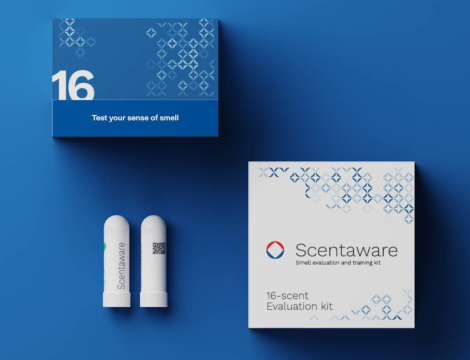 16
Test your sense of smell
Scentaware
Scentaware
Smell evaluation and training kit
16-scent
Evaluation kit